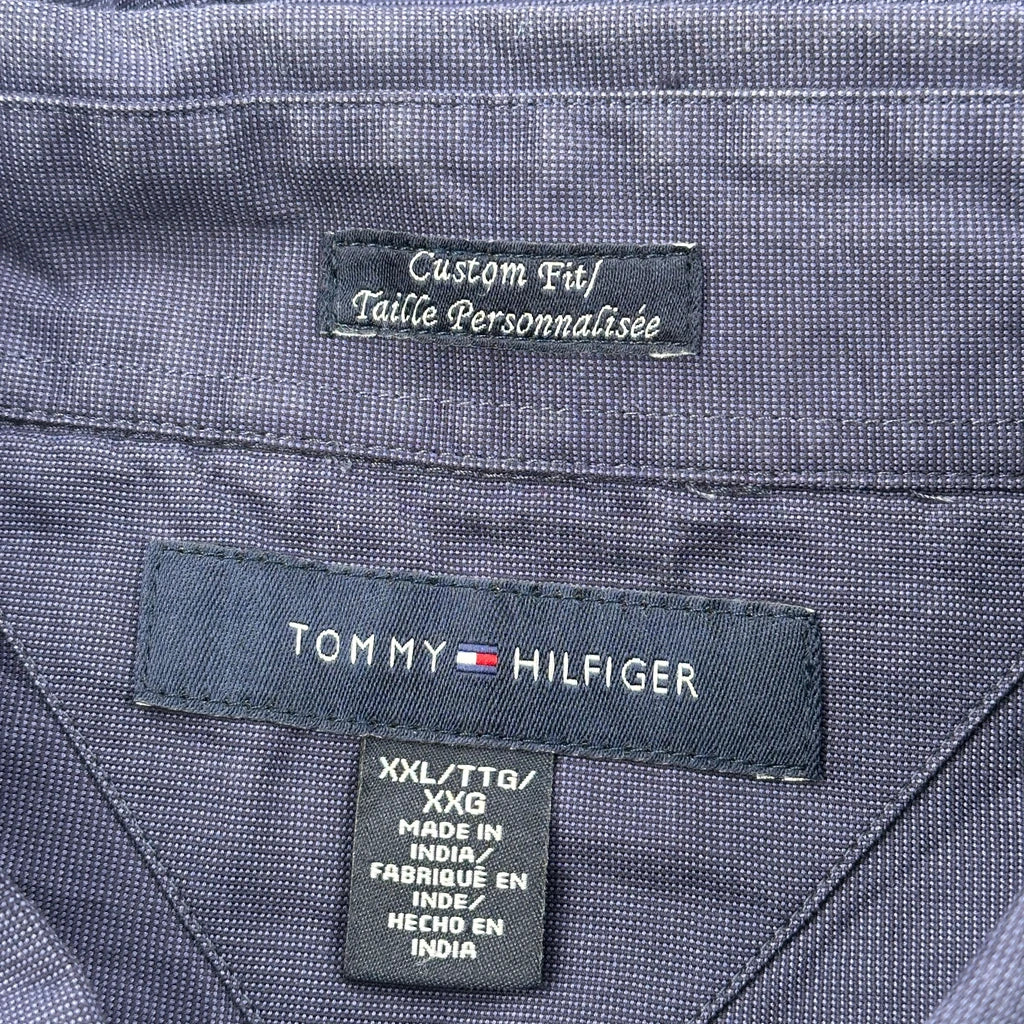 Custom Fit/
Taille Personnalisée
TOMMY HILFIGER
XXL/TTG/
XXG
MADE IN
INDIA/
FABRIQUÉ EN
INDE/
HECHO EN
INDIA